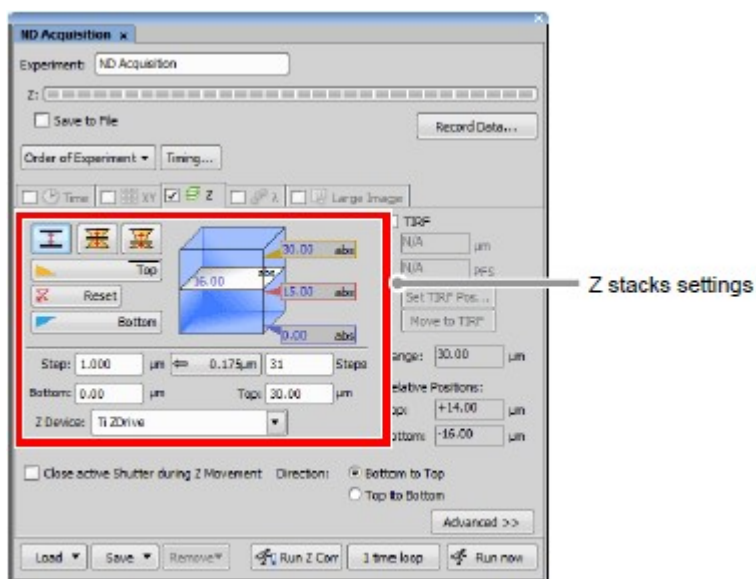 ND Acquisition x
Experiment: ND Acquisition
Z:
Save to File
Record Data...
Order of Experiment Timing...
Time XY Z λ Large Image
TIRF
Top
Reset
Bottom
30.00 abs
16.00 abs
15.00 abs
0.00 abs
N/A μm
N/A PFS
Set TIRF Pos...
Move to TIRF
Z stacks settings
Step: 1.000 μm 0.175μm 31 Steps
Bottom: 0.00 μm Top: 30.00 μm
Z Device: Ti ZDrive
ange: 30.00 μm
elative Positions:
op: +14.00 μm
ottom: -16.00 μm
Close active Shutter during Z Movement Direction: Bottom to Top
Top to Bottom
Advanced >>
Load Save Remove Run Z Corr 1 time loop Run now